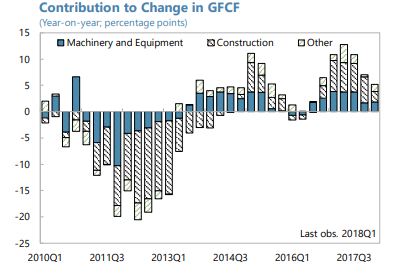 Contribution to Change in GFCF
(Year-on-year; percentage points)
15
Machinery and Equipment Construction Other
10
5
0
-5
-10
-15
-20
Last obs. 2018Q1
-25
2010Q1 2011Q3 2013Q1 2014Q3 2016Q1 2017Q3